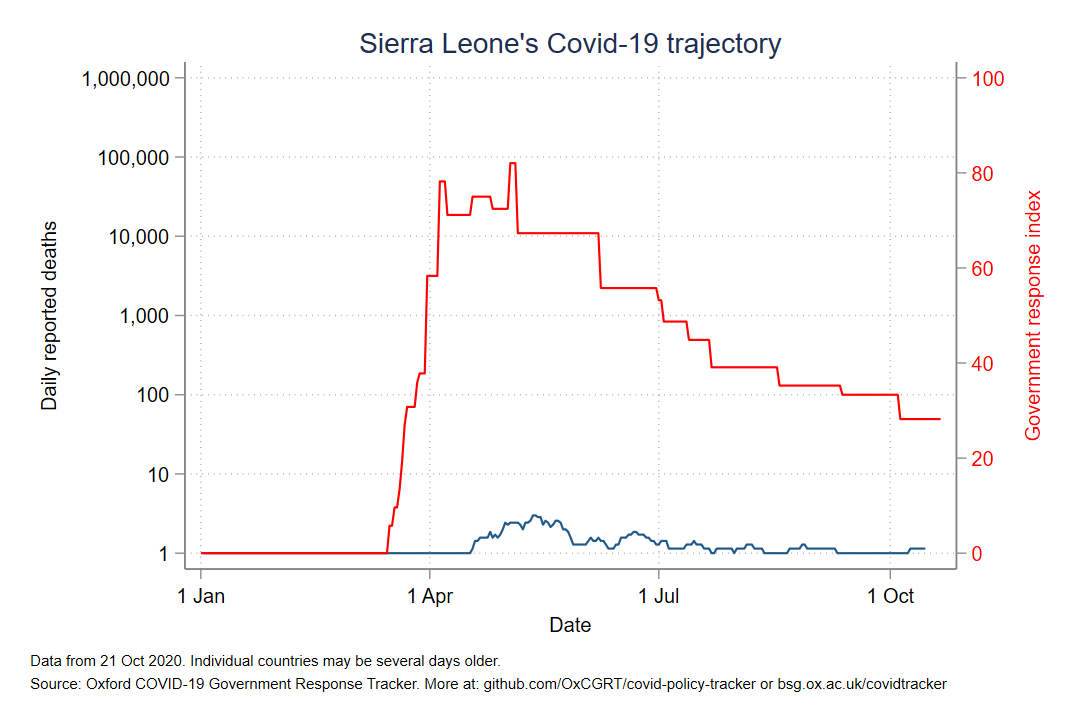 Sierra Leone's Covid-19 trajectory
1,000,000
100,000
10,000
1,000
100
10
1
Daily reported deaths
100
80
60
40
20
0
Government response index
1 Jan
1 Apr
1 Jul
1 Oct
Date
Data from 21 Oct 2020. Individual countries may be several days older.
Source: Oxford COVID-19 Government Response Tracker. More at: github.com/OxCGRT/covid-policy-tracker or bsg.ox.ac.uk/covidtracker